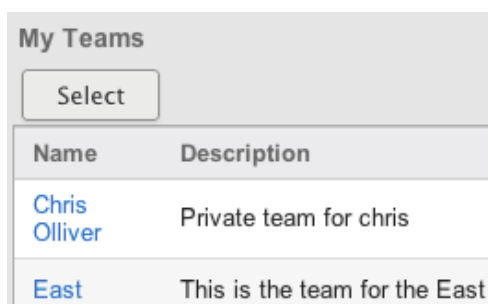 My Teams
Select
Name Description
Chris
Olliver
Private team for chris
East This is the team for the East